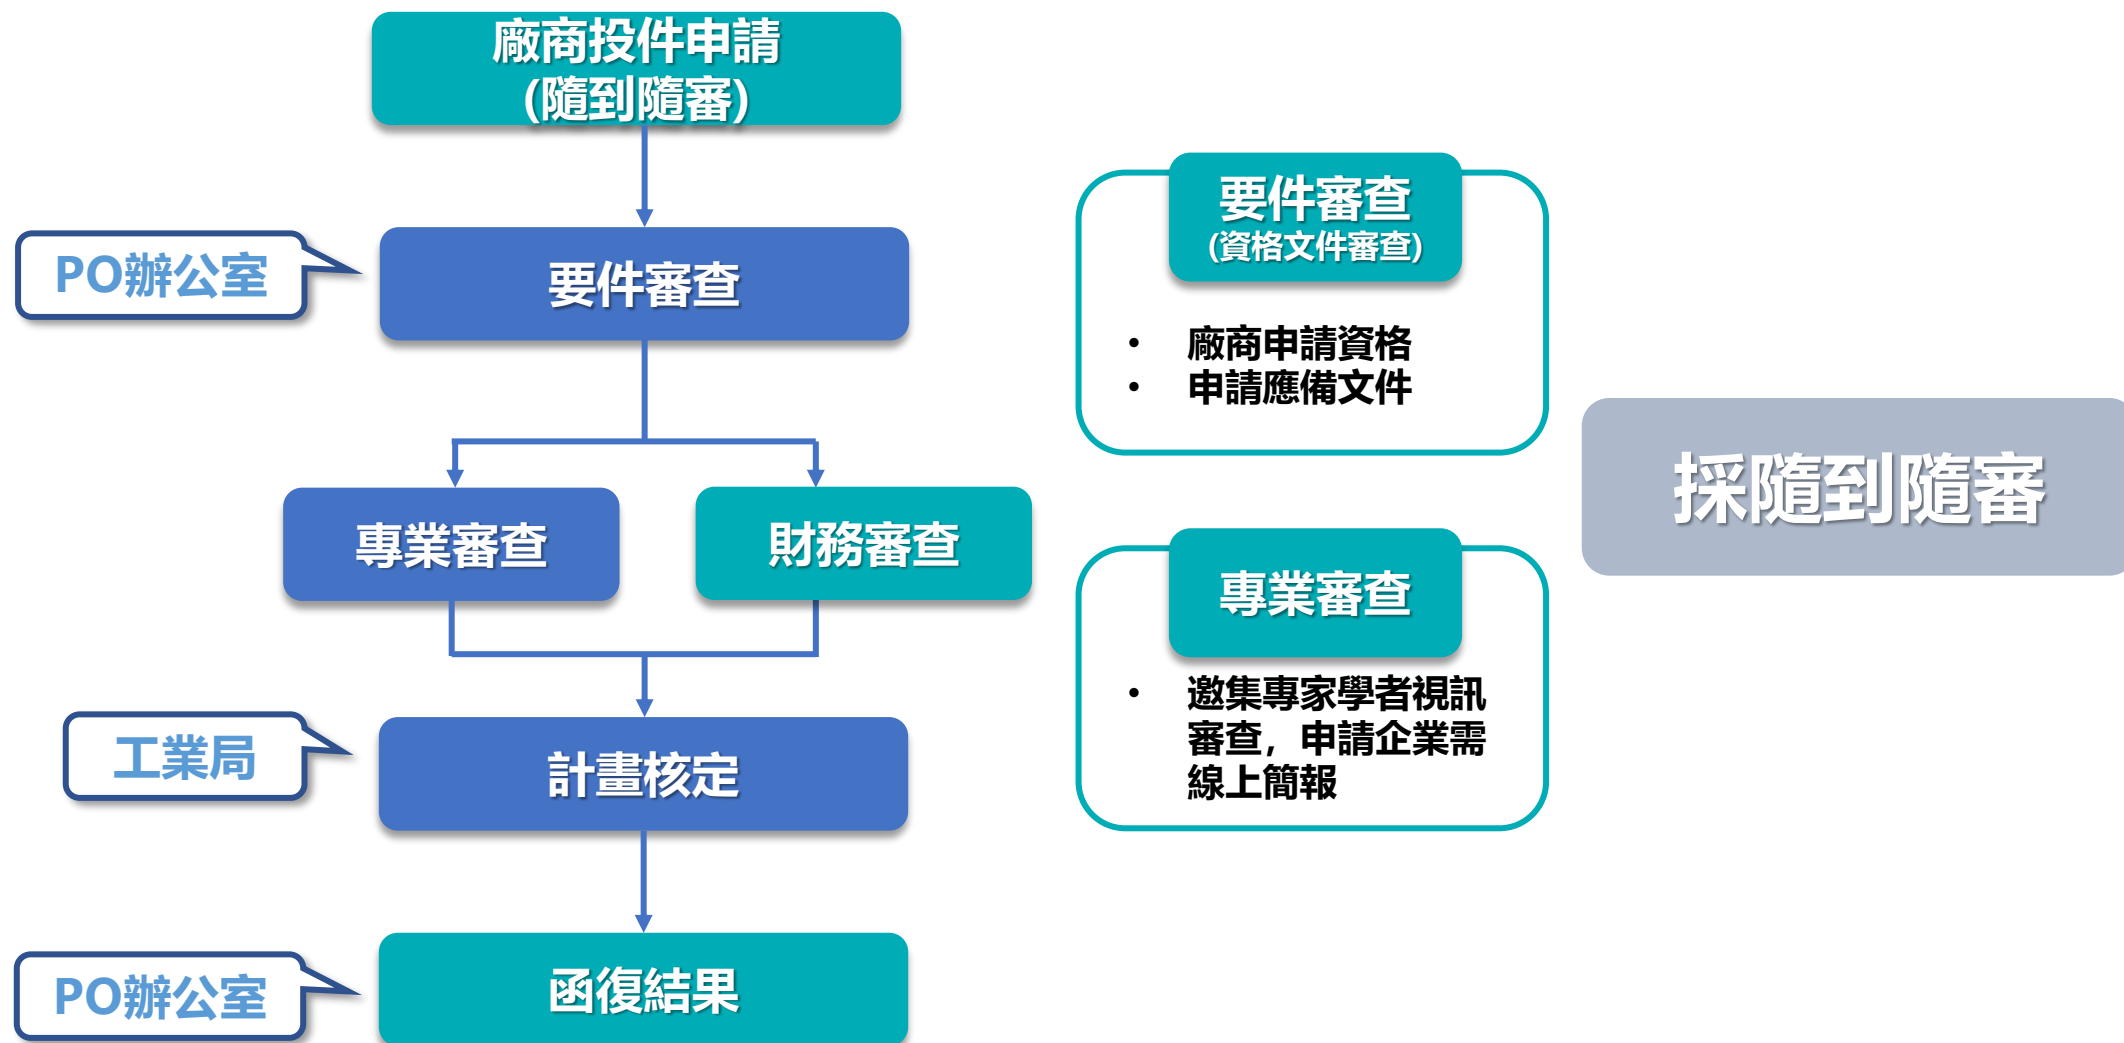 廠商投件申請
(隨到隨審)
PO辦公室
要件審查
專業審查
財務審查
工業局
計畫核定
PO辦公室
函復結果
要件審查
(資格文件審查)
• 廠商申請資格
• 申請應備文件
專業審查
• 邀集專家學者視訊
審查，申請企業需
線上簡報
採隨到隨審